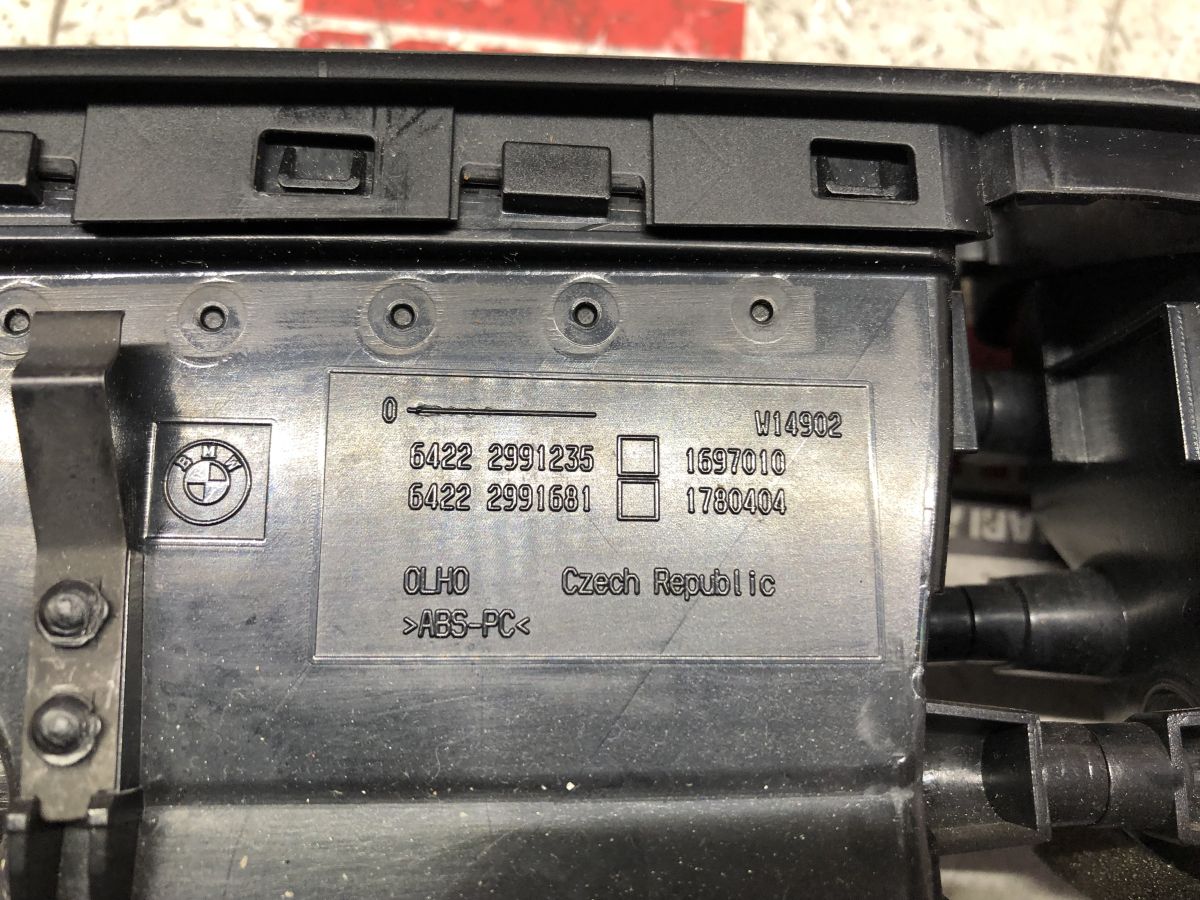 0 W14902
6422 2991235 1697010
6422 2991681 1780404
BMW
OLHO Czech Republic
>ABS-PC<